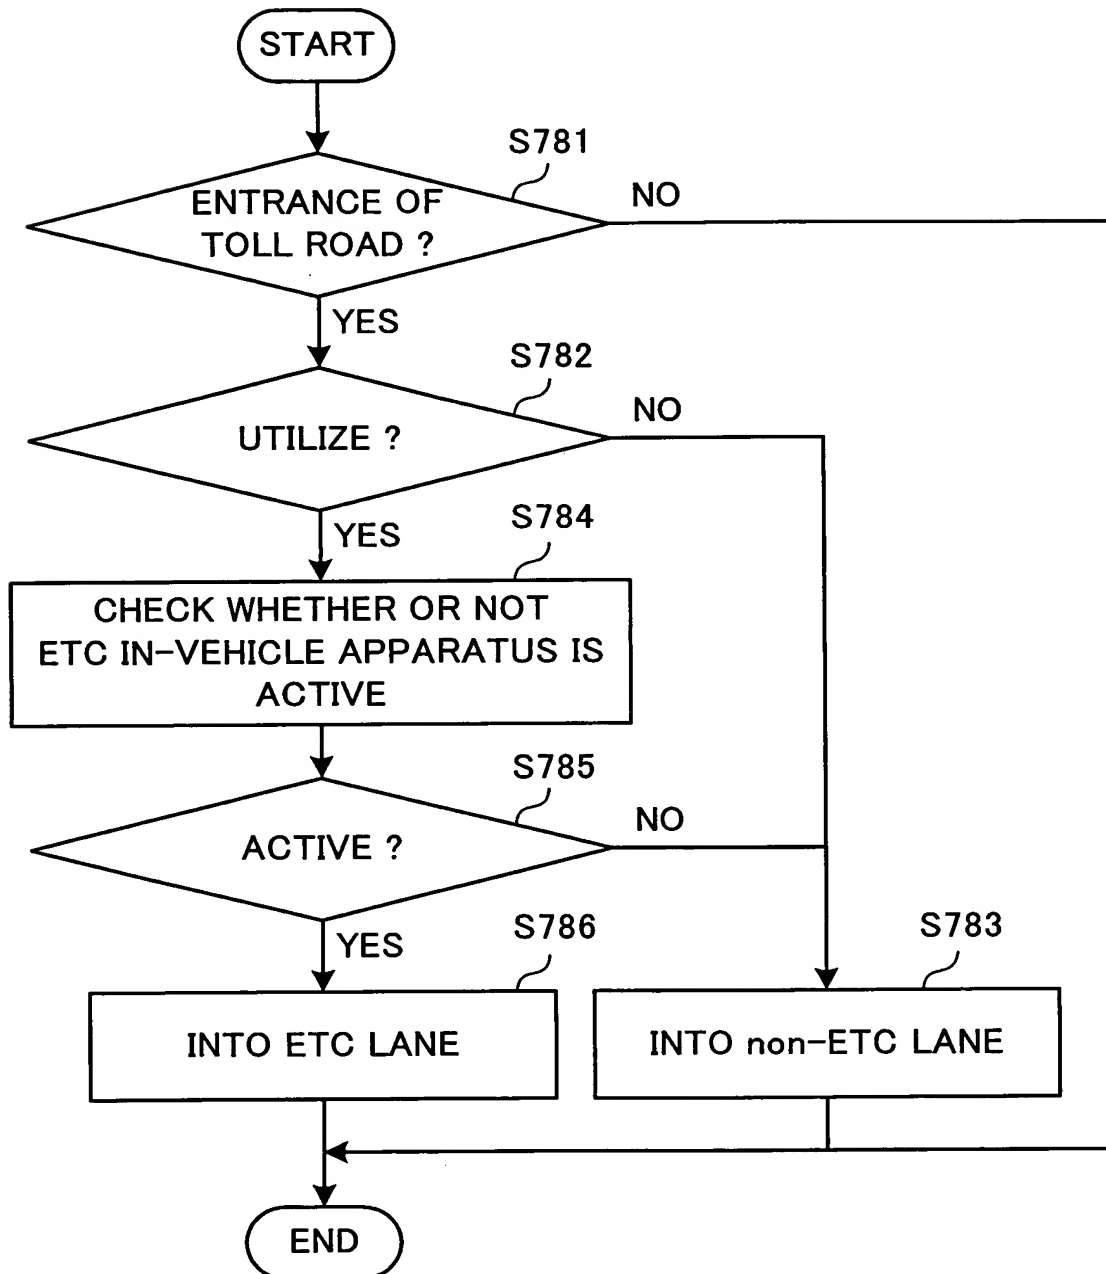 START
S781
ENTRANCE OF
TOLL ROAD ?
NO
YES
S782
UTILIZE ?
NO
YES
S784
CHECK WHETHER OR NOT
ETC IN-VEHICLE APPARATUS IS
ACTIVE
S785
ACTIVE ?
NO
YES
S786
S783
INTO ETC LANE
INTO non-ETC LANE
END